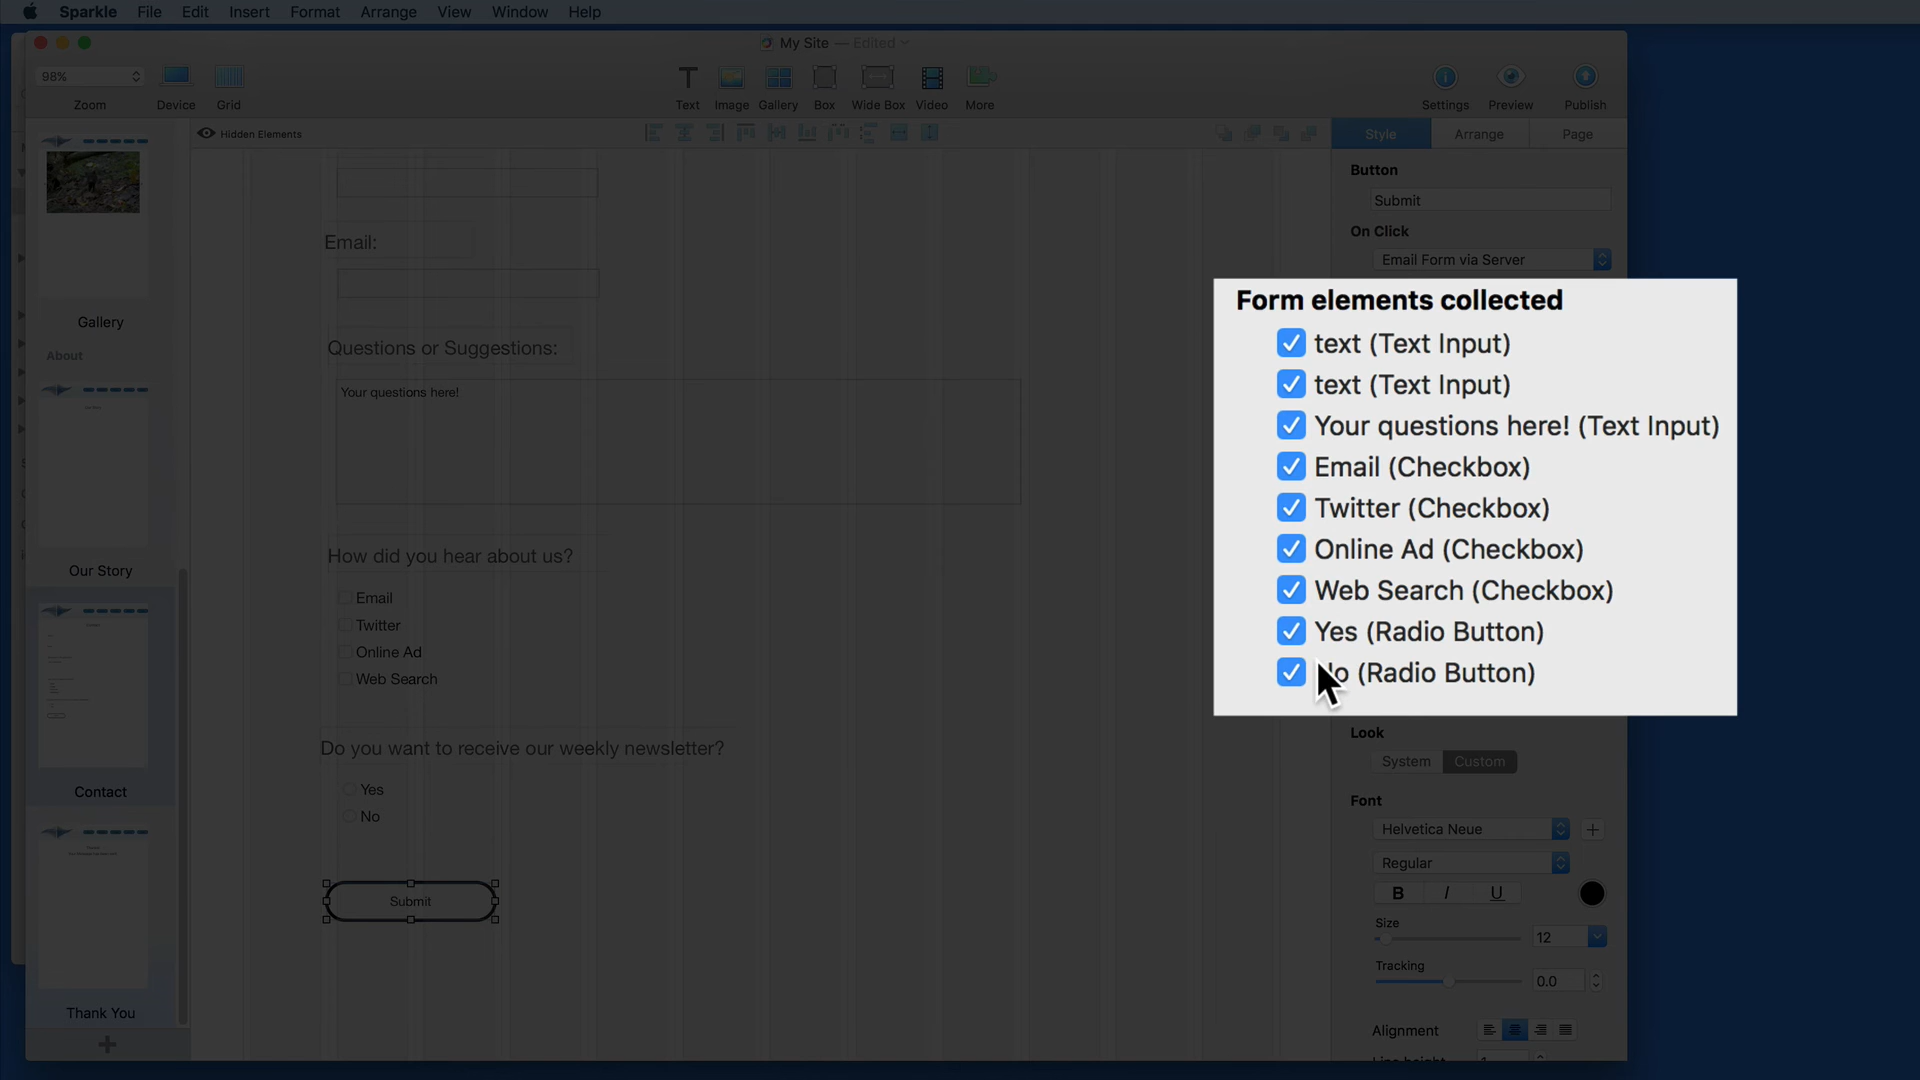 Sparkle File Edit Insert Format Arrange View Window Help
My Site — Edited
98%
Zoom Device Grid Text Image Gallery Box Wide Box Video More Settings Preview Publish
Hidden Elements
Style Arrange Page
Gallery
About
Our Story
Contact
Thank You
Email:
Questions or Suggestions:
Your questions here!
How did you hear about us?
Email
Twitter
Online Ad
Web Search
Do you want to receive our weekly newsletter?
Yes
No
Submit
Button
Submit
On Click
Email Form via Server
Form elements collected
text (Text Input)
text (Text Input)
Your questions here! (Text Input)
Email (Checkbox)
Twitter (Checkbox)
Online Ad (Checkbox)
Web Search (Checkbox)
Yes (Radio Button)
No (Radio Button)
Look
System Custom
Font
Helvetica Neue
Regular
B I U
Size
12
Tracking
0.0
Alignment
Line height